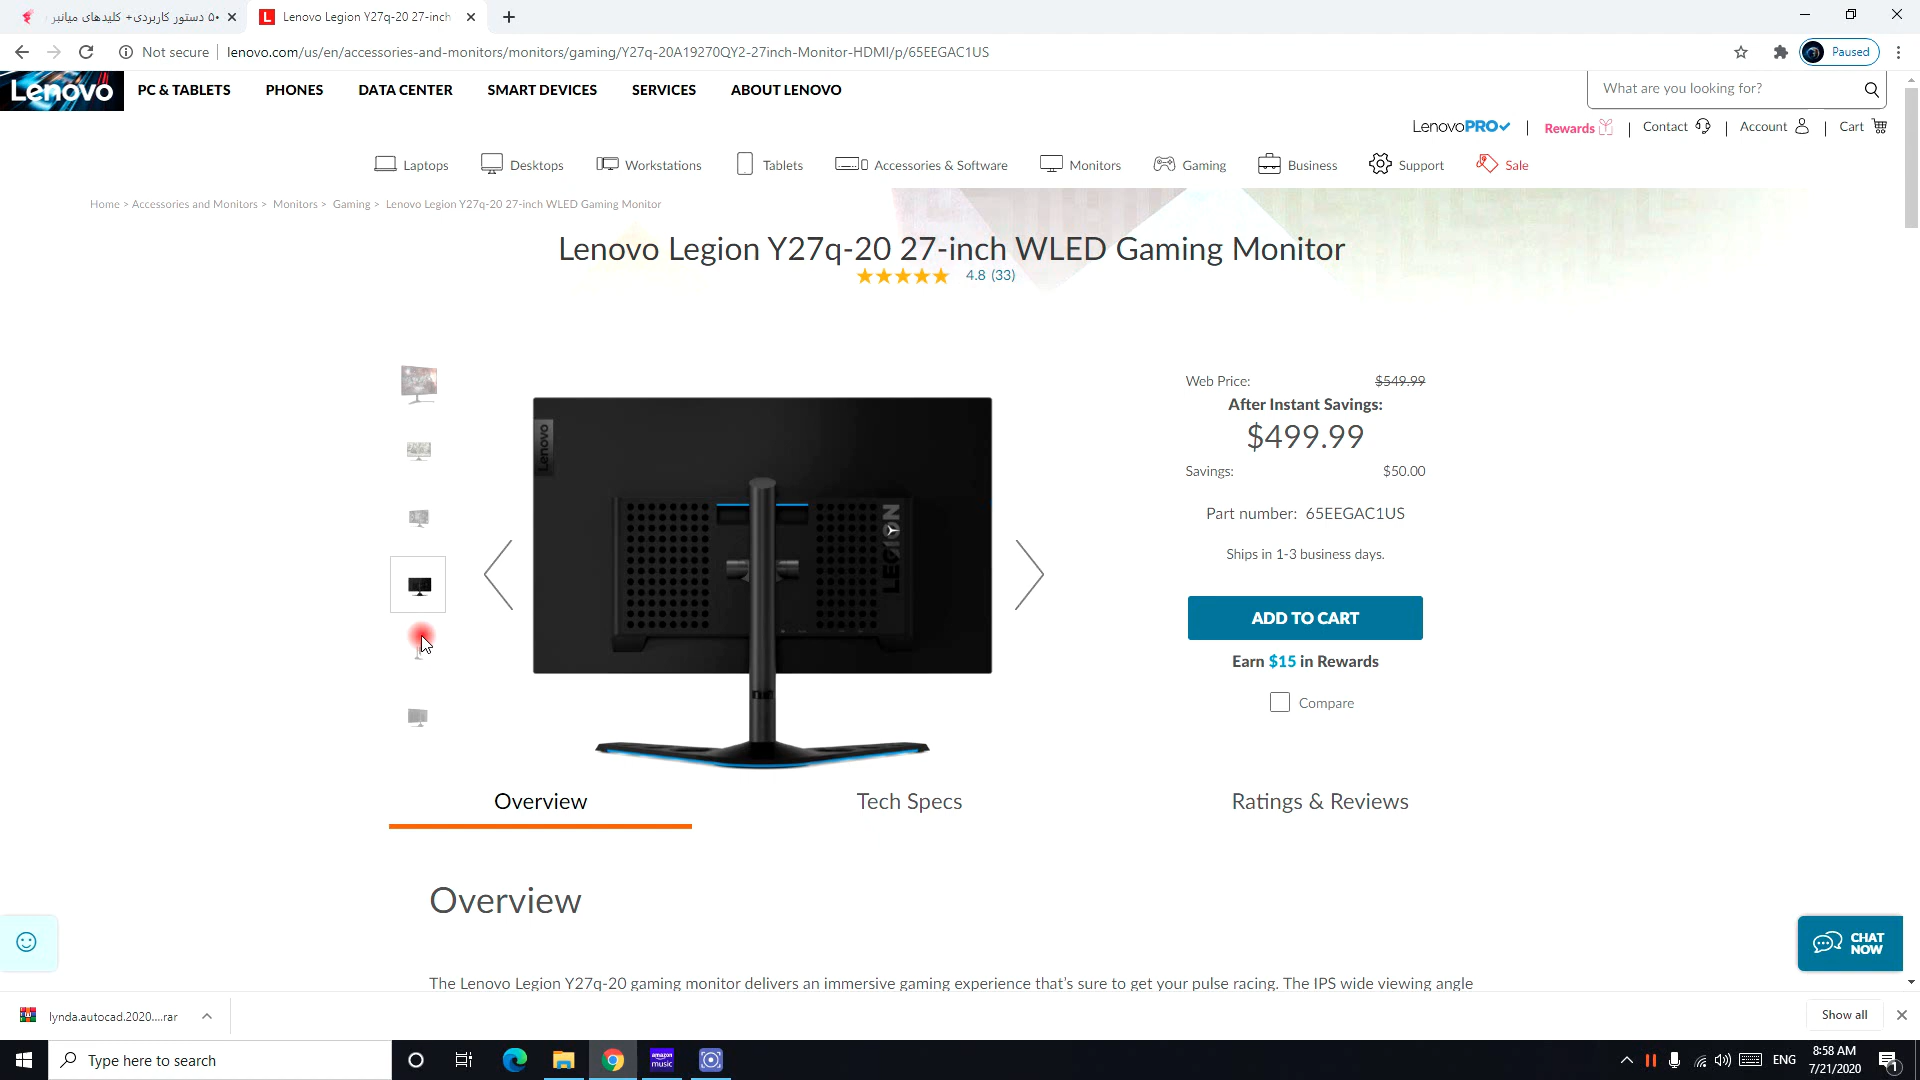 ۵۰ دستور کاربردی+ کلیدهای میانبر
Lenovo Legion Y27q-20 27-inch
Not secure
lenovo.com/us/en/accessories-and-monitors/monitors/gaming/Y27q-20A19270QY2-27inch-Monitor-HDMI/p/65EEGAC1US
Paused
Lenovo
PC & TABLETS
PHONES
DATA CENTER
SMART DEVICES
SERVICES
ABOUT LENOVO
What are you looking for?
LenovoPRO
Rewards
Contact
Account
Cart
Laptops
Desktops
Workstations
Tablets
Accessories & Software
Monitors
Gaming
Business
Support
Sale
Home > Accessories and Monitors > Monitors > Gaming > Lenovo Legion Y27q-20 27-inch WLED Gaming Monitor
Lenovo Legion Y27q-20 27-inch WLED Gaming Monitor
4.8 (33)
Lenovo
LEGION
Web Price: $549.99
After Instant Savings:
$499.99
Savings: $50.00
Part number: 65EEGAC1US
Ships in 1-3 business days.
ADD TO CART
Earn $15 in Rewards
Compare
Overview
Tech Specs
Ratings & Reviews
Overview
The Lenovo Legion Y27q-20 gaming monitor delivers an immersive gaming experience that's sure to get your pulse racing. The IPS wide viewing angle
CHAT
NOW
lynda.autocad.2020....rar
Show all
Type here to search
amazon
music
ENG
8:58 AM
7/21/2020
1